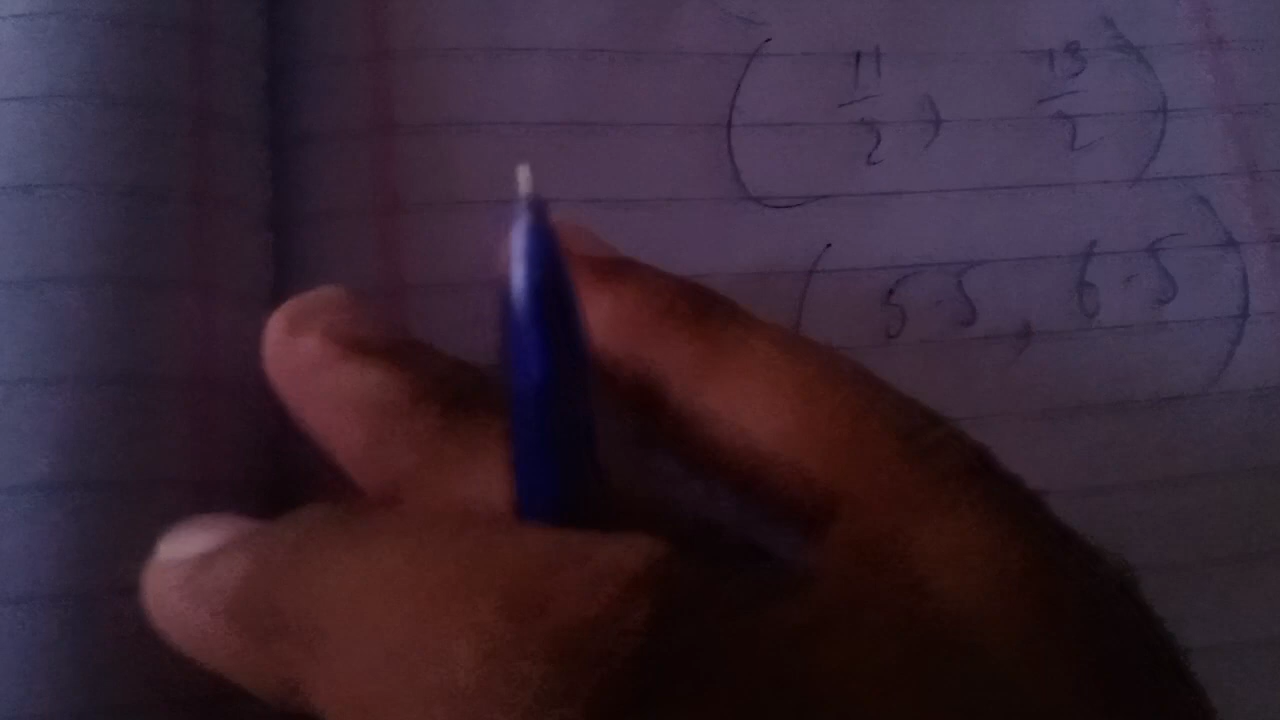 (11/2, 13/2)
(5.5, 6.5)